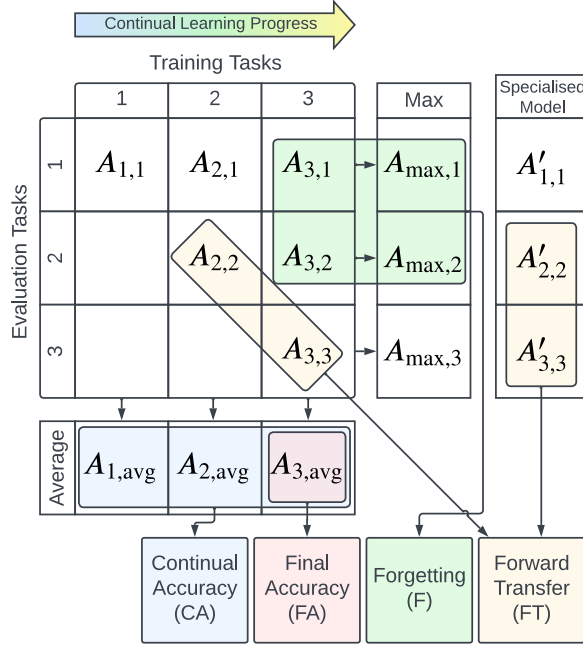 Continual Learning Progress
Training Tasks
1 2 3 Max Specialised Model
Evaluation Tasks
1 A1,1 A2,1 A3,1 Amax,1 A′1,1
2 A2,2 A3,2 Amax,2 A′2,2
3 A3,3 Amax,3 A′3,3
Average A1,avg A2,avg A3,avg
Continual
Accuracy
(CA)
Final
Accuracy
(FA)
Forgetting
(F)
Forward
Transfer
(FT)